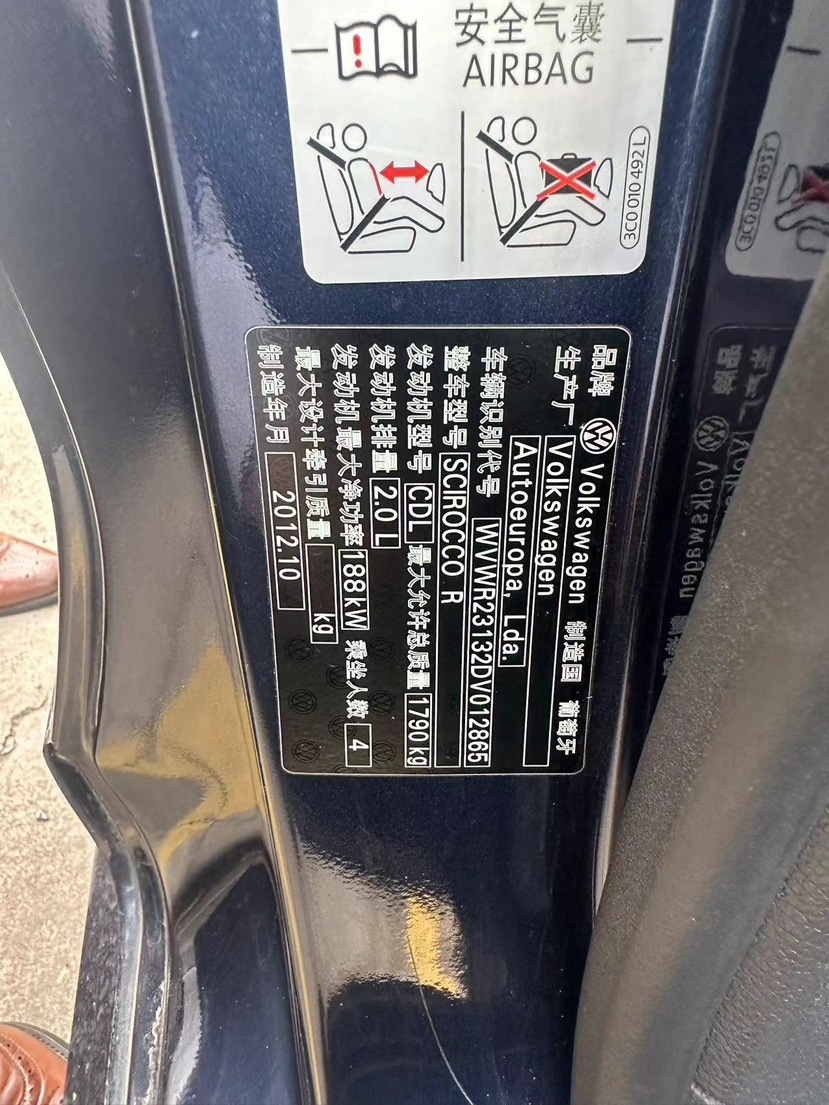 安全气囊
AIRBAG
3C0 010 492 L
品牌 Volkswagen 制造国 葡萄牙
生产厂 Volkswagen
Autoeuropa, Lda.
车辆识别代号 WVWR23132DV012865
整车型号 SCIROCCO R
发动机型号 CDL 最大允许总质量 1790 kg
发动机排量 2.0 L
发动机最大净功率 188 kW 乘坐人数 4
最大设计牵引质量 kg
制造年月 2012.10